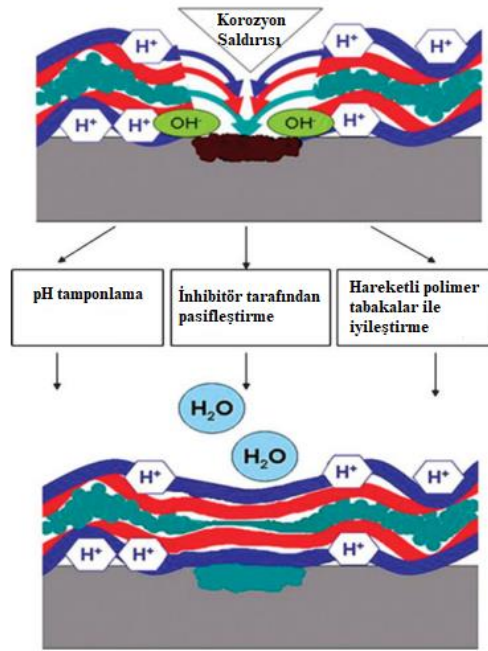 Korozyon
Saldırısı
H⁺
H⁺
H⁺
H⁺
H⁺
OH⁻
OH⁻
H⁺
pH tamponlama
İnhibitör tarafından
pasifleştirme
Hareketli polimer
tabakalar ile
iyileştirme
H₂O
H₂O
H⁺
H⁺
H⁺
H⁺
H⁺
H⁺